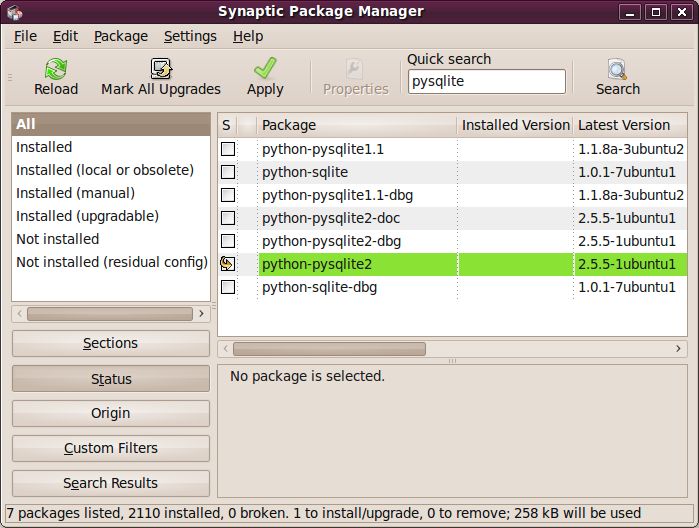 Synaptic Package Manager
File Edit Package Settings Help
Reload Mark All Upgrades Apply Properties Quick search pysqlite Search
All
Installed
Installed (local or obsolete)
Installed (manual)
Installed (upgradable)
Not installed
Not installed (residual config)
Sections
Status
Origin
Custom Filters
Search Results
S Package Installed Version Latest Version
python-pysqlite1.1 1.1.8a-3ubuntu2
python-sqlite 1.0.1-7ubuntu1
python-pysqlite1.1-dbg 1.1.8a-3ubuntu2
python-pysqlite2-doc 2.5.5-1ubuntu1
python-pysqlite2-dbg 2.5.5-1ubuntu1
python-pysqlite2 2.5.5-1ubuntu1
python-sqlite-dbg 1.0.1-7ubuntu1
No package is selected.
7 packages listed, 2110 installed, 0 broken. 1 to install/upgrade, 0 to remove; 258 kB will be used